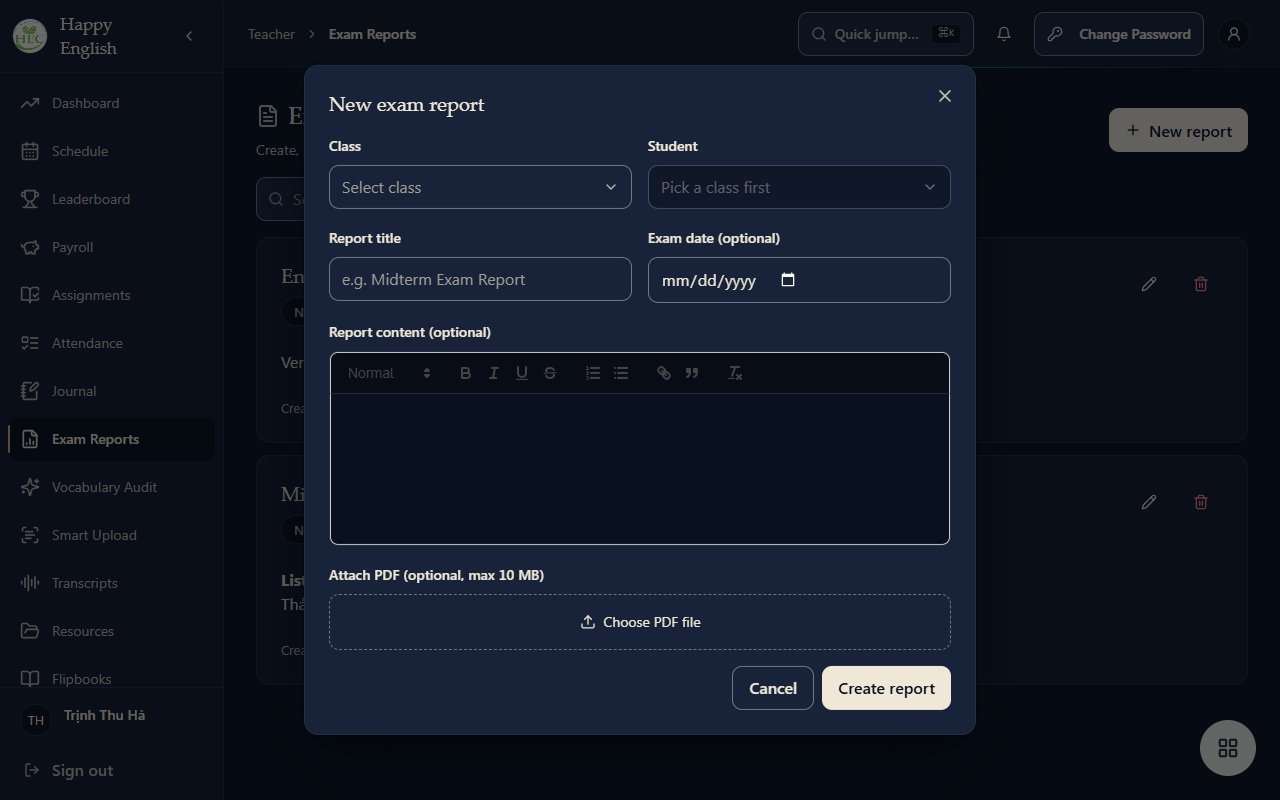 HEC
Happy
English
Teacher
Exam Reports
Quick jump...
⌘K
Change Password
Dashboard
Schedule
Leaderboard
Payroll
Assignments
Attendance
Journal
Exam Reports
Vocabulary Audit
Smart Upload
Transcripts
Resources
Flipbooks
TH
Trịnh Thu Hà
Sign out
Create,
New report
New exam report
Class
Student
Select class
Pick a class first
Report title
Exam date (optional)
e.g. Midterm Exam Report
mm/dd/yyyy
Report content (optional)
Normal
Attach PDF (optional, max 10 MB)
Choose PDF file
Cancel
Create report